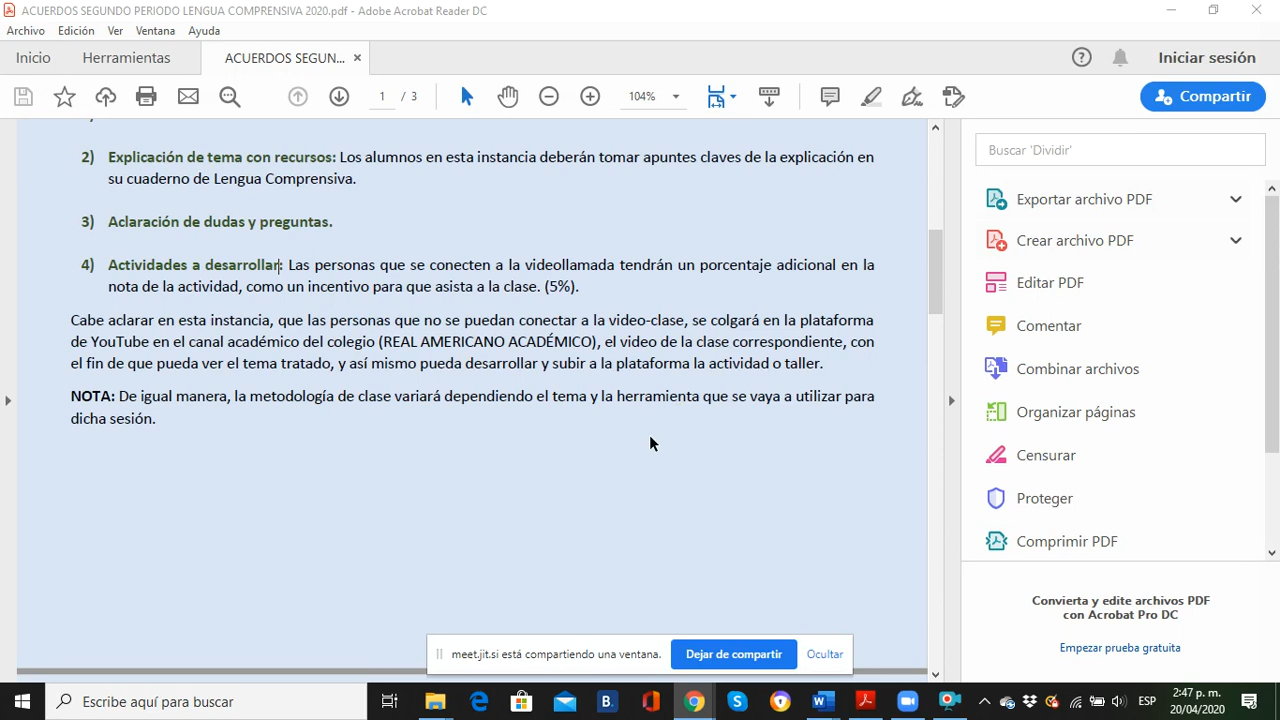 ACUERDOS SEGUNDO PERIODO LENGUA COMPRENSIVA 2020.pdf - Adobe Acrobat Reader DC
Archivo Edición Ver Ventana Ayuda
Inicio Herramientas ACUERDOS SEGUN... Iniciar sesión
1 / 3 104% Compartir
2) Explicación de tema con recursos: Los alumnos en esta instancia deberán tomar apuntes claves de la explicación en
su cuaderno de Lengua Comprensiva.
3) Aclaración de dudas y preguntas.
4) Actividades a desarrollar: Las personas que se conecten a la videollamada tendrán un porcentaje adicional en la
nota de la actividad, como un incentivo para que asista a la clase. (5%).
Cabe aclarar en esta instancia, que las personas que no se puedan conectar a la video-clase, se colgará en la plataforma
de YouTube en el canal académico del colegio (REAL AMERICANO ACADÉMICO), el video de la clase correspondiente, con
el fin de que pueda ver el tema tratado, y así mismo pueda desarrollar y subir a la plataforma la actividad o taller.
NOTA: De igual manera, la metodología de clase variará dependiendo el tema y la herramienta que se vaya a utilizar para
dicha sesión.
Buscar 'Dividir'
Exportar archivo PDF
Crear archivo PDF
Editar PDF
Comentar
Combinar archivos
Organizar páginas
Censurar
Proteger
Comprimir PDF
Convierta y edite archivos PDF
con Acrobat Pro DC
Empezar prueba gratuita
meet.jit.si está compartiendo una ventana. Dejar de compartir Ocultar
Escribe aquí para buscar
B.
ESP
2:47 p. m.
20/04/2020